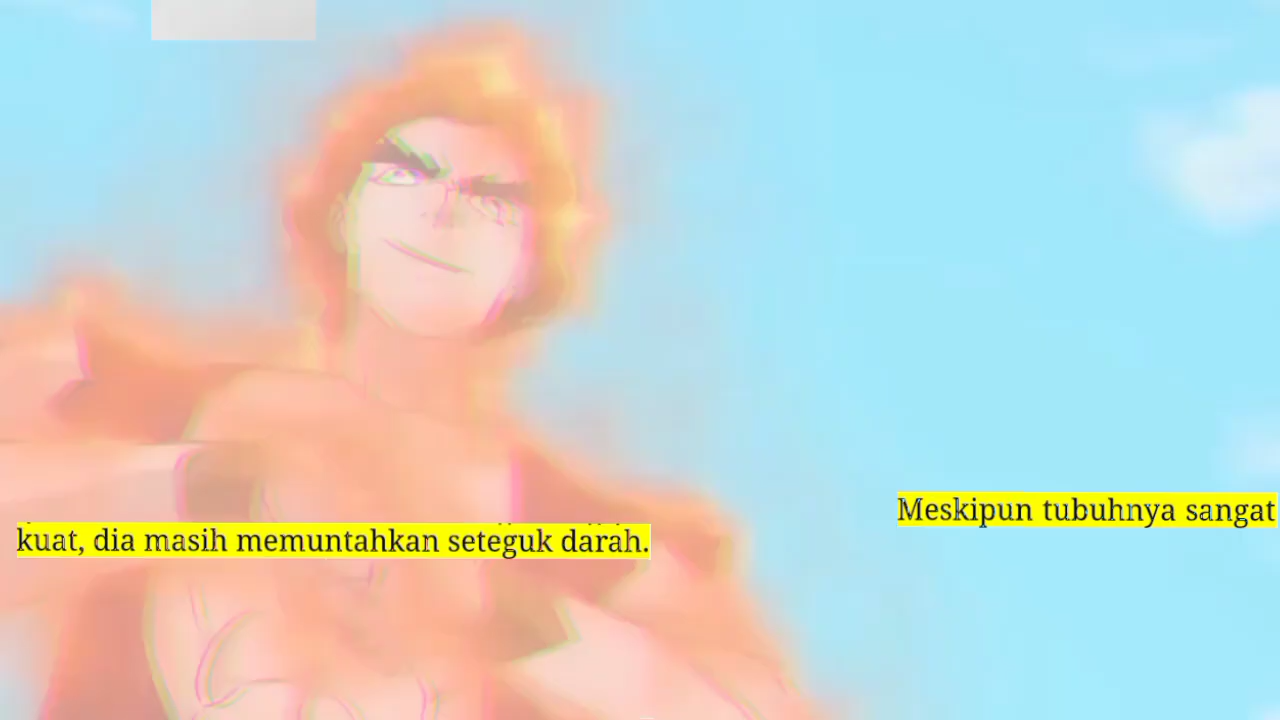 Meskipun tubuhnya sangat
kuat, dia masih memuntahkan seteguk darah.